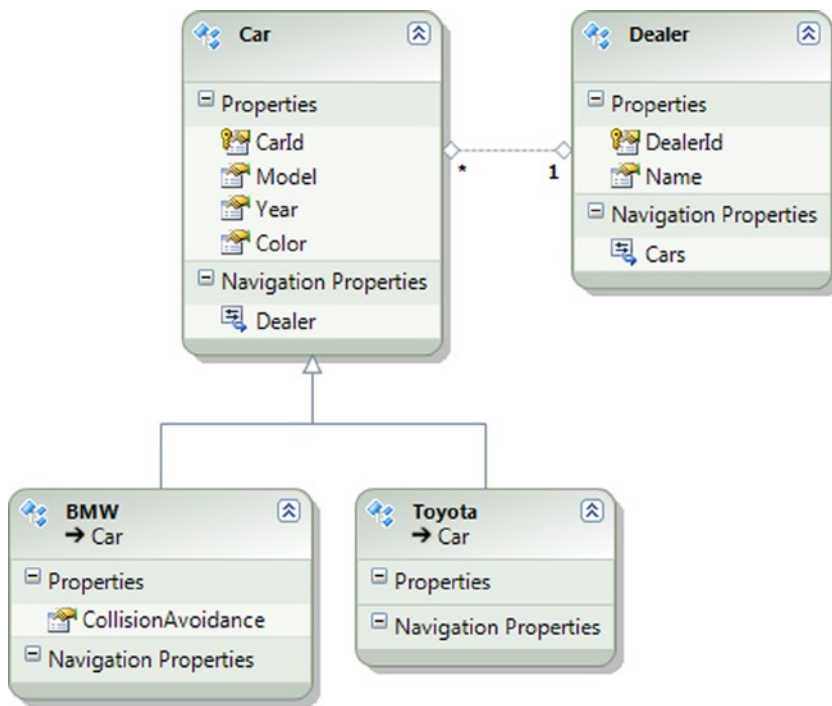 Car
Properties
CarId
Model
Year
Color
Navigation Properties
Dealer
* 1
Dealer
Properties
DealerId
Name
Navigation Properties
Cars
BMW
→ Car
Properties
CollisionAvoidance
Navigation Properties
Toyota
→ Car
Properties
Navigation Properties